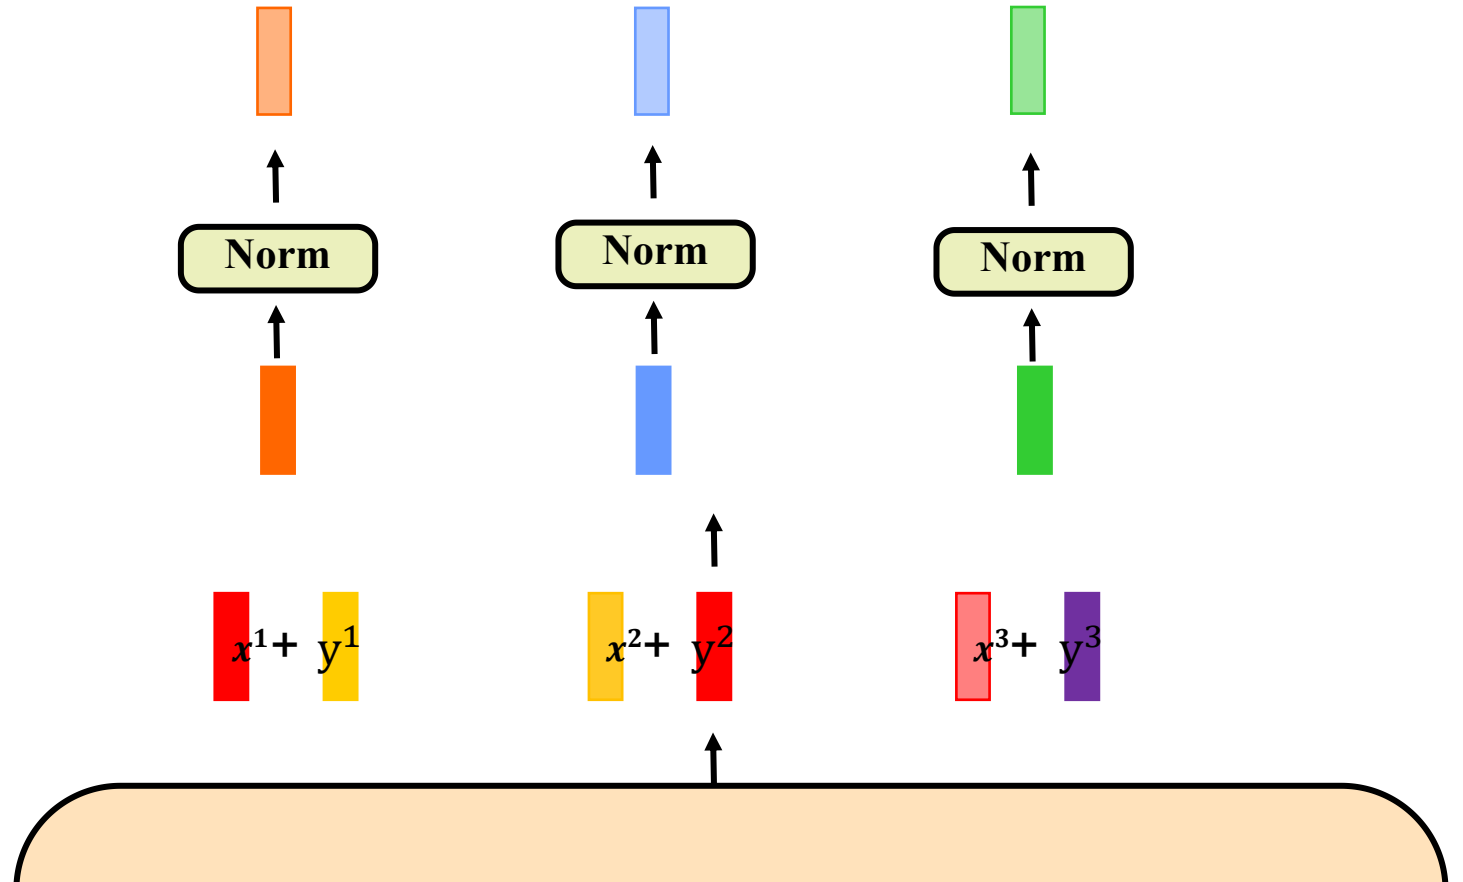 Norm
Norm
Norm
x¹+ y¹
x²+ y²
x³+ y³